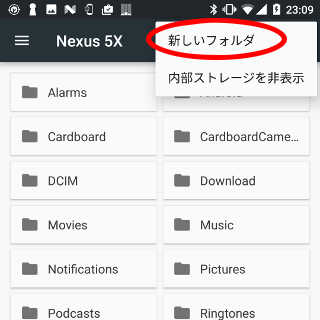 23:09
Nexus 5X
新しいフォルダ
内部ストレージを非表示
Alarms
Android
Cardboard
CardboardCame...
DCIM
Download
Movies
Music
Notifications
Pictures
Podcasts
Ringtones